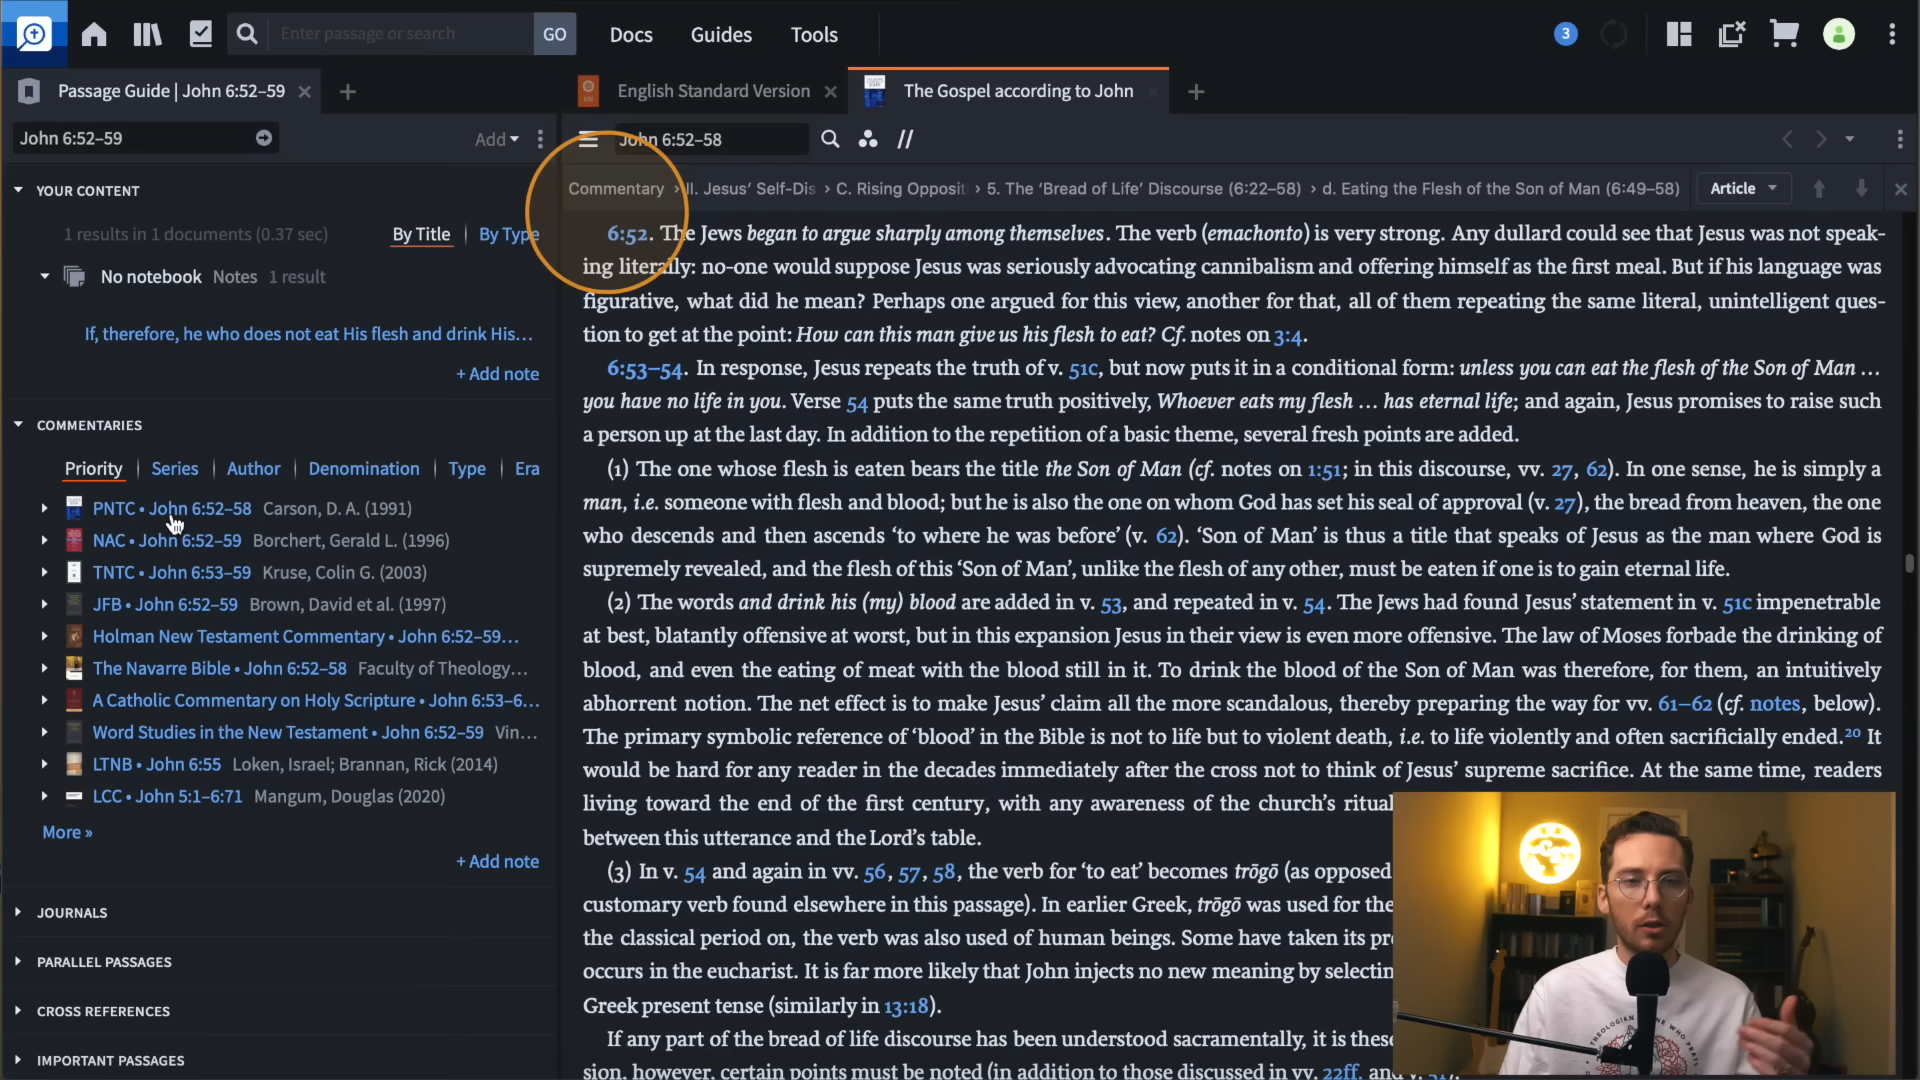 Enter passage or search
GO
Docs
Guides
Tools
3
Passage Guide | John 6:52–59
English Standard Version
The Gospel according to John
John 6:52–59
Add
John 6:52–58
YOUR CONTENT
1 results in 1 documents (0.37 sec)
By Title
By Type
No notebook Notes 1 result
If, therefore, he who does not eat His flesh and drink His…
+ Add note
COMMENTARIES
Priority
Series
Author
Denomination
Type
Era
PNTC • John 6:52–58 Carson, D. A. (1991)
NAC • John 6:52–59 Borchert, Gerald L. (1996)
TNTC • John 6:53–59 Kruse, Colin G. (2003)
JFB • John 6:52–59 Brown, David et al. (1997)
Holman New Testament Commentary • John 6:52–59…
The Navarre Bible • John 6:52–58 Faculty of Theology…
A Catholic Commentary on Holy Scripture • John 6:53–6…
Word Studies in the New Testament • John 6:52–59 Vin…
LTNB • John 6:55 Loken, Israel; Brannan, Rick (2014)
LCC • John 5:1–6:71 Mangum, Douglas (2020)
More »
+ Add note
JOURNALS
PARALLEL PASSAGES
CROSS REFERENCES
IMPORTANT PASSAGES
Commentary › II. Jesus’ Self-Dis › C. Rising Oppositi › 5. The ‘Bread of Life’ Discourse (6:22–58) › d. Eating the Flesh of the Son of Man (6:49–58)
Article
6:52. The Jews began to argue sharply among themselves. The verb (emachonto) is very strong. Any dullard could see that Jesus was not speak-
ing literally: no-one would suppose Jesus was seriously advocating cannibalism and offering himself as the first meal. But if his language was
figurative, what did he mean? Perhaps one argued for this view, another for that, all of them repeating the same literal, unintelligent ques-
tion to get at the point: How can this man give us his flesh to eat? Cf. notes on 3:4.
6:53–54. In response, Jesus repeats the truth of v. 51c, but now puts it in a conditional form: unless you can eat the flesh of the Son of Man …
you have no life in you. Verse 54 puts the same truth positively, Whoever eats my flesh … has eternal life; and again, Jesus promises to raise such
a person up at the last day. In addition to the repetition of a basic theme, several fresh points are added.
(1) The one whose flesh is eaten bears the title the Son of Man (cf. notes on 1:51; in this discourse, vv. 27, 62). In one sense, he is simply a
man, i.e. someone with flesh and blood; but he is also the one on whom God has set his seal of approval (v. 27), the bread from heaven, the one
who descends and then ascends ‘to where he was before’ (v. 62). ‘Son of Man’ is thus a title that speaks of Jesus as the man where God is
supremely revealed, and the flesh of this ‘Son of Man’, unlike the flesh of any other, must be eaten if one is to gain eternal life.
(2) The words and drink his (my) blood are added in v. 53, and repeated in v. 54. The Jews had found Jesus’ statement in v. 51c impenetrable
at best, blatantly offensive at worst, but in this expansion Jesus in their view is even more offensive. The law of Moses forbade the drinking of
blood, and even the eating of meat with the blood still in it. To drink the blood of the Son of Man was therefore, for them, an intuitively
abhorrent notion. The net effect is to make Jesus’ claim all the more scandalous, thereby preparing the way for vv. 61–62 (cf. notes, below).
The primary symbolic reference of ‘blood’ in the Bible is not to life but to violent death, i.e. to life violently and often sacrificially ended.20 It
would be hard for any reader in the decades immediately after the cross not to think of Jesus’ supreme sacrifice. At the same time, readers
living toward the end of the first century, with any awareness of the church’s ritual
between this utterance and the Lord’s table.
(3) In v. 54 and again in vv. 56, 57, 58, the verb for ‘to eat’ becomes trōgō (as opposed
customary verb found elsewhere in this passage). In earlier Greek, trōgō was used for the
the classical period on, the verb was also used of human beings. Some have taken its pre
occurs in the eucharist. It is far more likely that John injects no new meaning by selectin
Greek present tense (similarly in 13:18).
If any part of the bread of life discourse has been understood sacramentally, it is these
sion, however, certain points must be noted (in addition to those discussed in vv. 22ff. and v. 51).